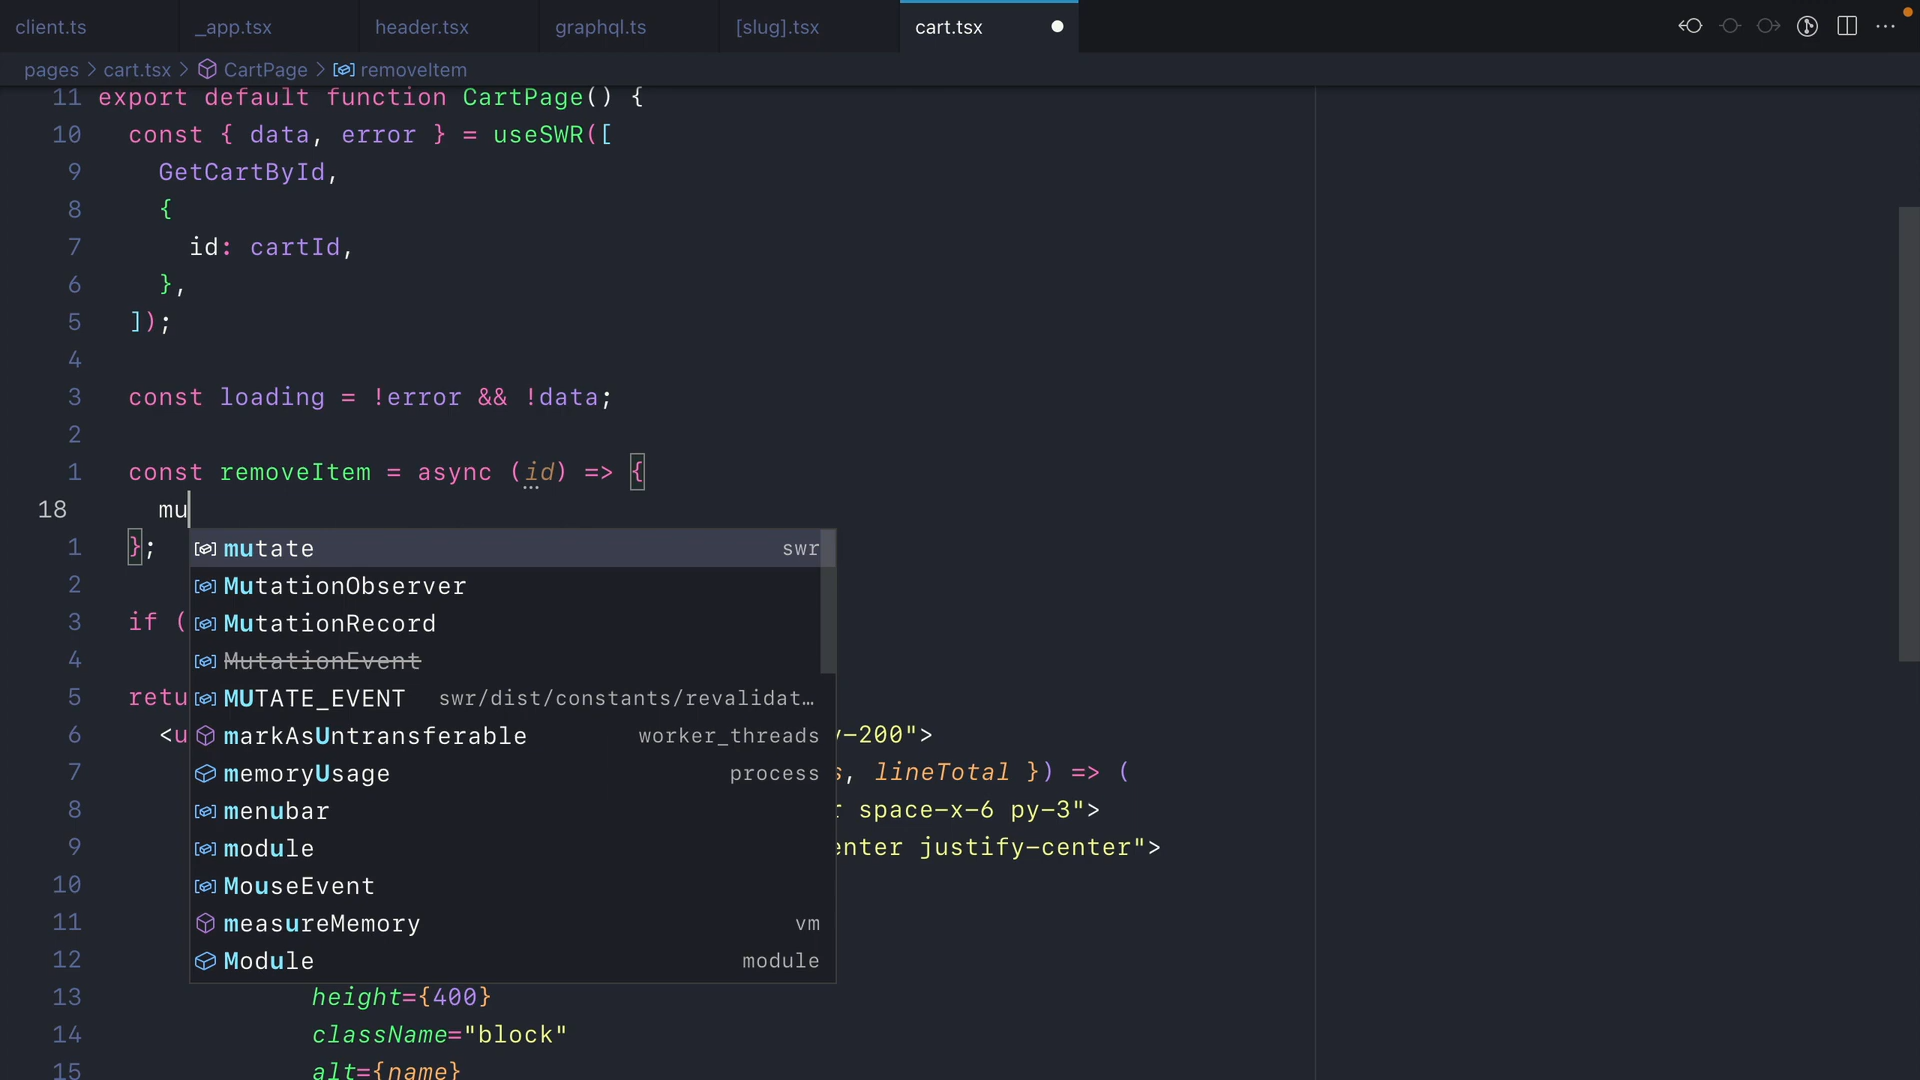 client.ts
_app.tsx
header.tsx
graphql.ts
[slug].tsx
cart.tsx
pages > cart.tsx > CartPage > removeItem
11 export default function CartPage() {
10 const { data, error } = useSWR([
9 GetCartById,
8 {
7 id: cartId,
6 },
5 ]);
4
3 const loading = !error && !data;
2
1 const removeItem = async (id) => {
18 mu
1 };
mutate swr
2
MutationObserver
3 if (
MutationRecord
4
MutationEvent
5 retu
MUTATE_EVENT swr/dist/constants/revalidat…
6 <u
markAsUntransferable worker_threads
-200">
7
memoryUsage process
, lineTotal }) => (
8
menubar
space-x-6 py-3">
9
module
enter justify-center">
10
MouseEvent
11
measureMemory vm
12
Module module
13 height={400}
14 className="block"
15 alt={name}